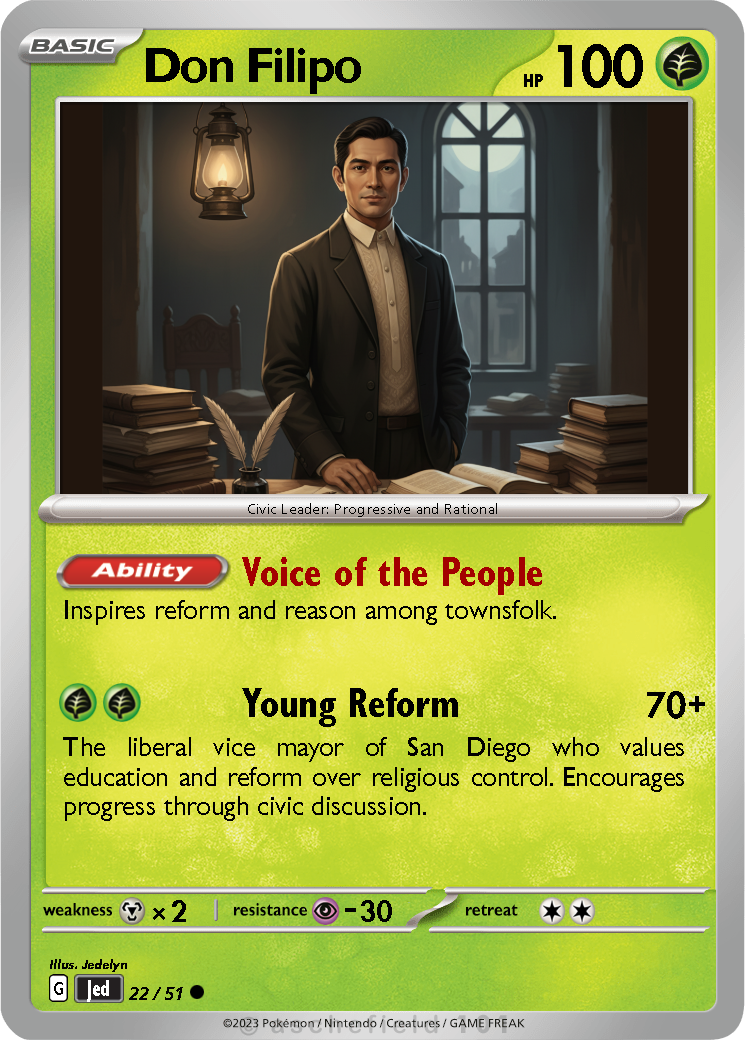 BASIC Don Filipo HP 100
Civic Leader: Progressive and Rational
Ability Voice of the People
Inspires reform and reason among townsfolk.
Young Reform 70+
The liberal vice mayor of San Diego who values
education and reform over religious control. Encourages
progress through civic discussion.
weakness ×2 resistance -30 retreat
Illus. Jedelyn
G Jed 22 / 51
©2023 Pokémon / Nintendo / Creatures / GAME FREAK